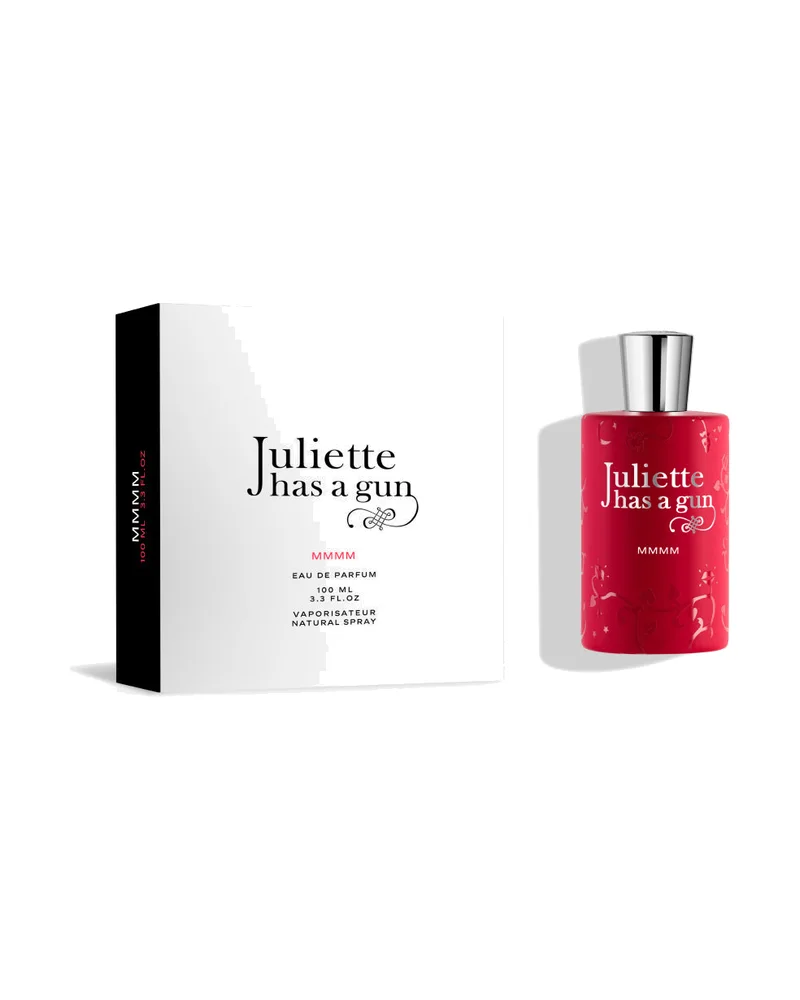 MMMM
100 ML 3.3 FL.OZ
Juliette
has a gun
MMMM
EAU DE PARFUM
100 ML
3.3 FL.OZ
VAPORISATEUR
NATURAL SPRAY
Juliette
has a gun
MMMM